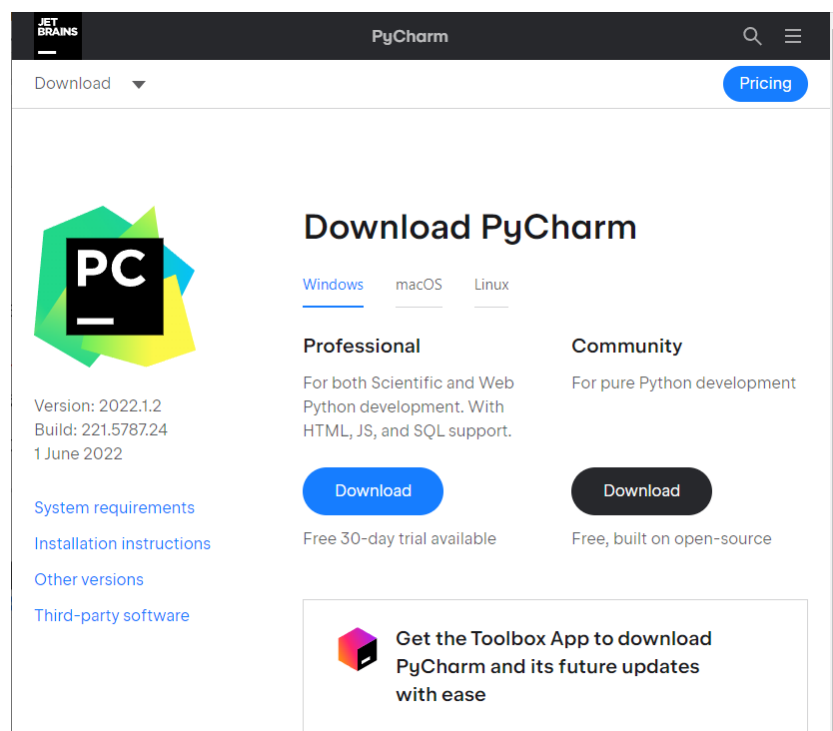 JET
BRAINS
PyCharm
Download
Pricing
PC
Version: 2022.1.2
Build: 221.5787.24
1 June 2022
System requirements
Installation instructions
Other versions
Third-party software
Download PyCharm
Windows macOS Linux
Professional
For both Scientific and Web
Python development. With
HTML, JS, and SQL support.
Download
Free 30-day trial available
Community
For pure Python development
Download
Free, built on open-source
Get the Toolbox App to download
PyCharm and its future updates
with ease